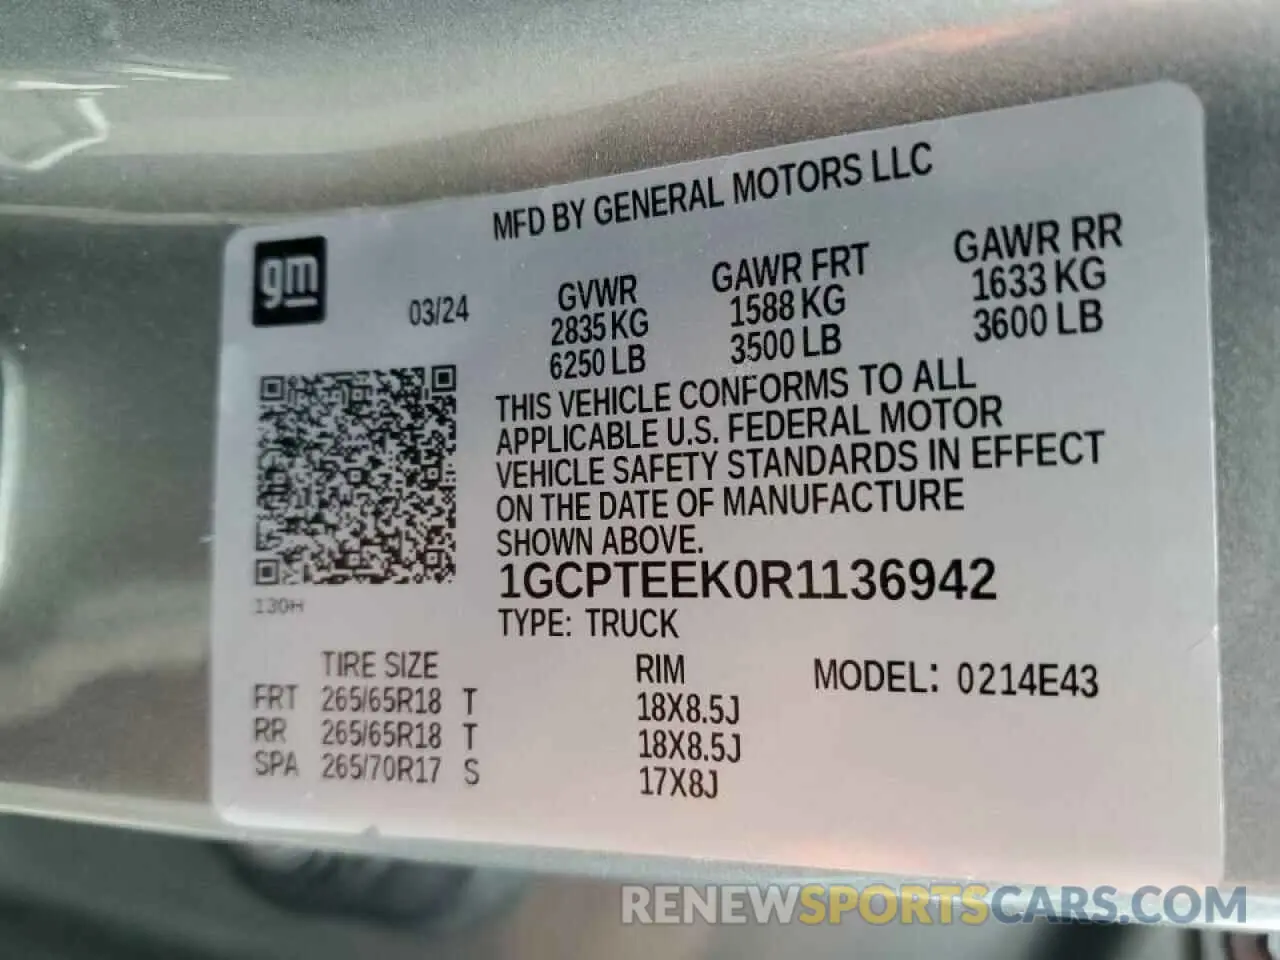 MFD BY GENERAL MOTORS LLC
gm
03/24
GVWR
2835 KG
6250 LB
GAWR FRT
1588 KG
3500 LB
GAWR RR
1633 KG
3600 LB
THIS VEHICLE CONFORMS TO ALL
APPLICABLE U.S. FEDERAL MOTOR
VEHICLE SAFETY STANDARDS IN EFFECT
ON THE DATE OF MANUFACTURE
SHOWN ABOVE.
1GCPTEEK0R1136942
TYPE: TRUCK
130H
TIRE SIZE RIM MODEL: 0214E43
FRT 265/65R18 T 18X8.5J
RR 265/65R18 T 18X8.5J
SPA 265/70R17 S 17X8J
RENEWSPORTSCARS.COM